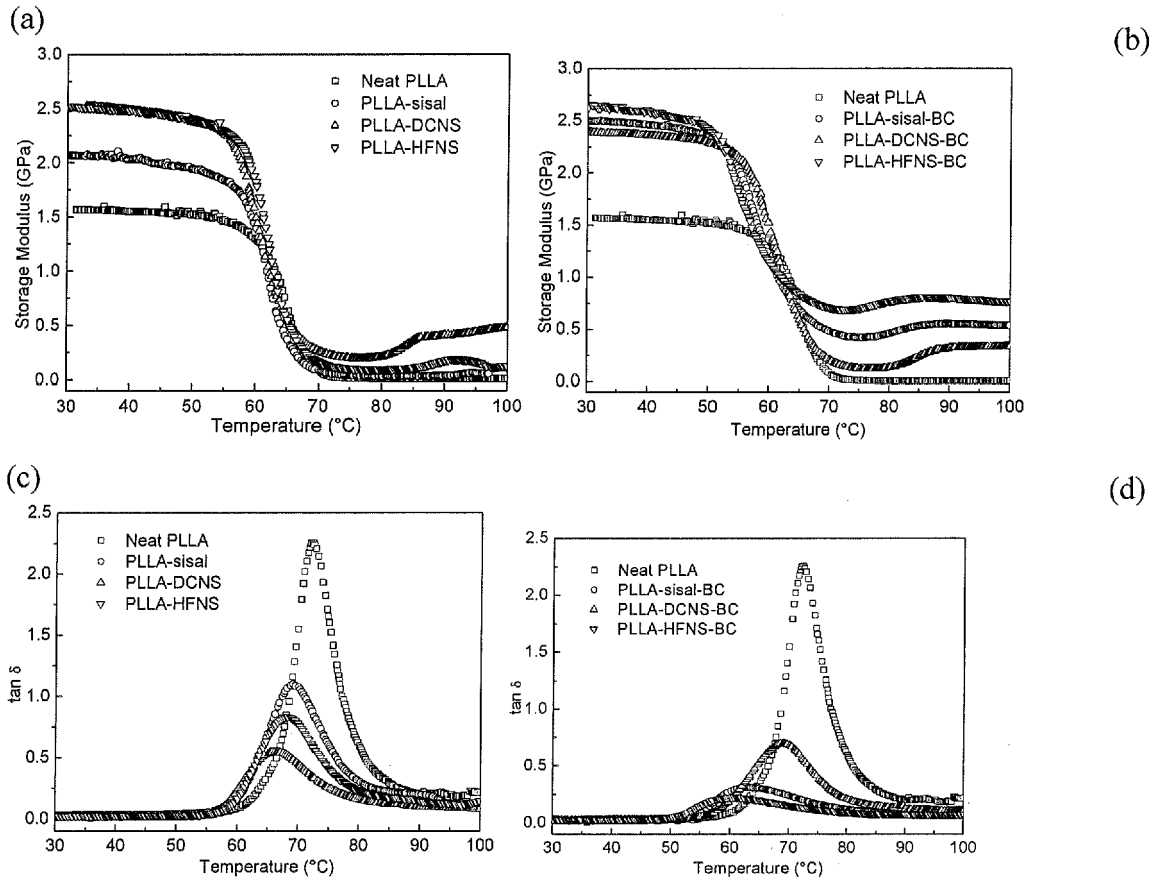 (a)
3.0
2.5
2.0
1.5
1.0
0.5
0.0
Storage Modulus (GPa)
Neat PLLA
PLLA-sisal
PLLA-DCNS
PLLA-HFNS
30 40 50 60 70 80 90 100
Temperature (°C)
(b)
3.0
2.5
2.0
1.5
1.0
0.5
0.0
Storage Modulus (GPa)
Neat PLLA
PLLA-sisal-BC
PLLA-DCNS-BC
PLLA-HFNS-BC
30 40 50 60 70 80 90 100
Temperature (°C)
(c)
2.5
2.0
1.5
1.0
0.5
0.0
tan δ
Neat PLLA
PLLA-sisal
PLLA-DCNS
PLLA-HFNS
30 40 50 60 70 80 90 100
Temperature (°C)
(d)
2.5
2.0
1.5
1.0
0.5
0.0
tan δ
Neat PLLA
PLLA-sisal-BC
PLLA-DCNS-BC
PLLA-HFNS-BC
30 40 50 60 70 80 90 100
Temperature (°C)